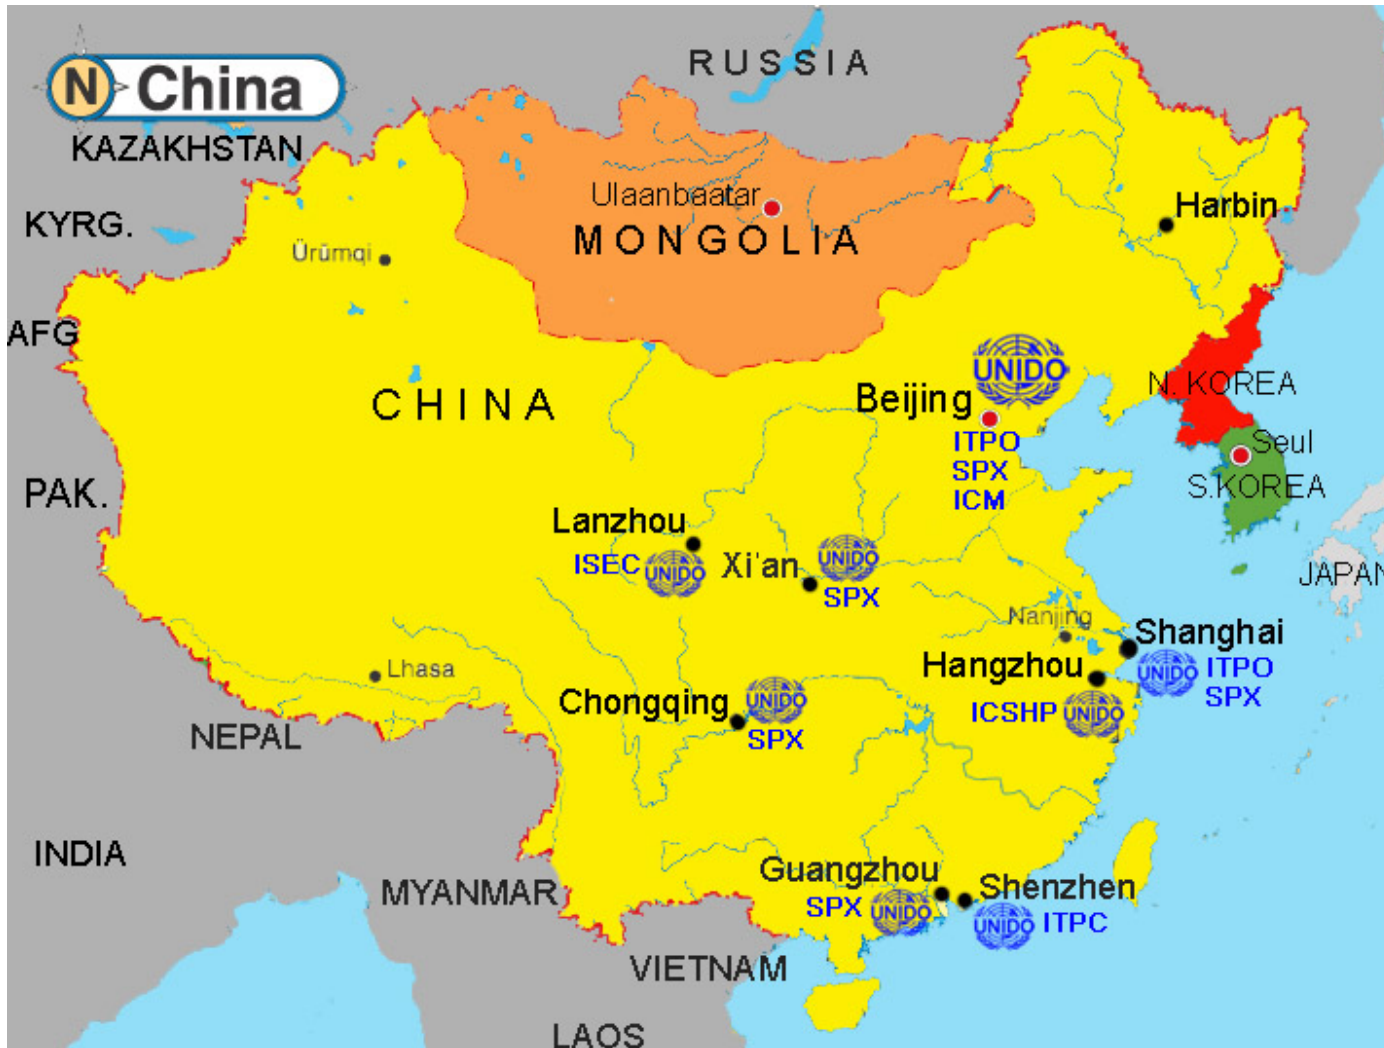 RUSSIA
N China
KAZAKHSTAN
Ulaanbaatar
Harbin
KYRG.
MONGOLIA
Ürümqi
AFG
UNIDO
N. KOREA
CHINA
Beijing
ITPO
SPX
ICM
Seul
S.KOREA
PAK.
Lanzhou
ISEC UNIDO
Xi'an UNIDO
SPX
JAPAN
Nanjing
Shanghai
UNIDO ITPO
SPX
Hangzhou
ICSHP UNIDO
Lhasa
Chongqing UNIDO
SPX
NEPAL
INDIA
MYANMAR
Guangzhou
SPX UNIDO
Shenzhen
UNIDO ITPC
VIETNAM
LAOS